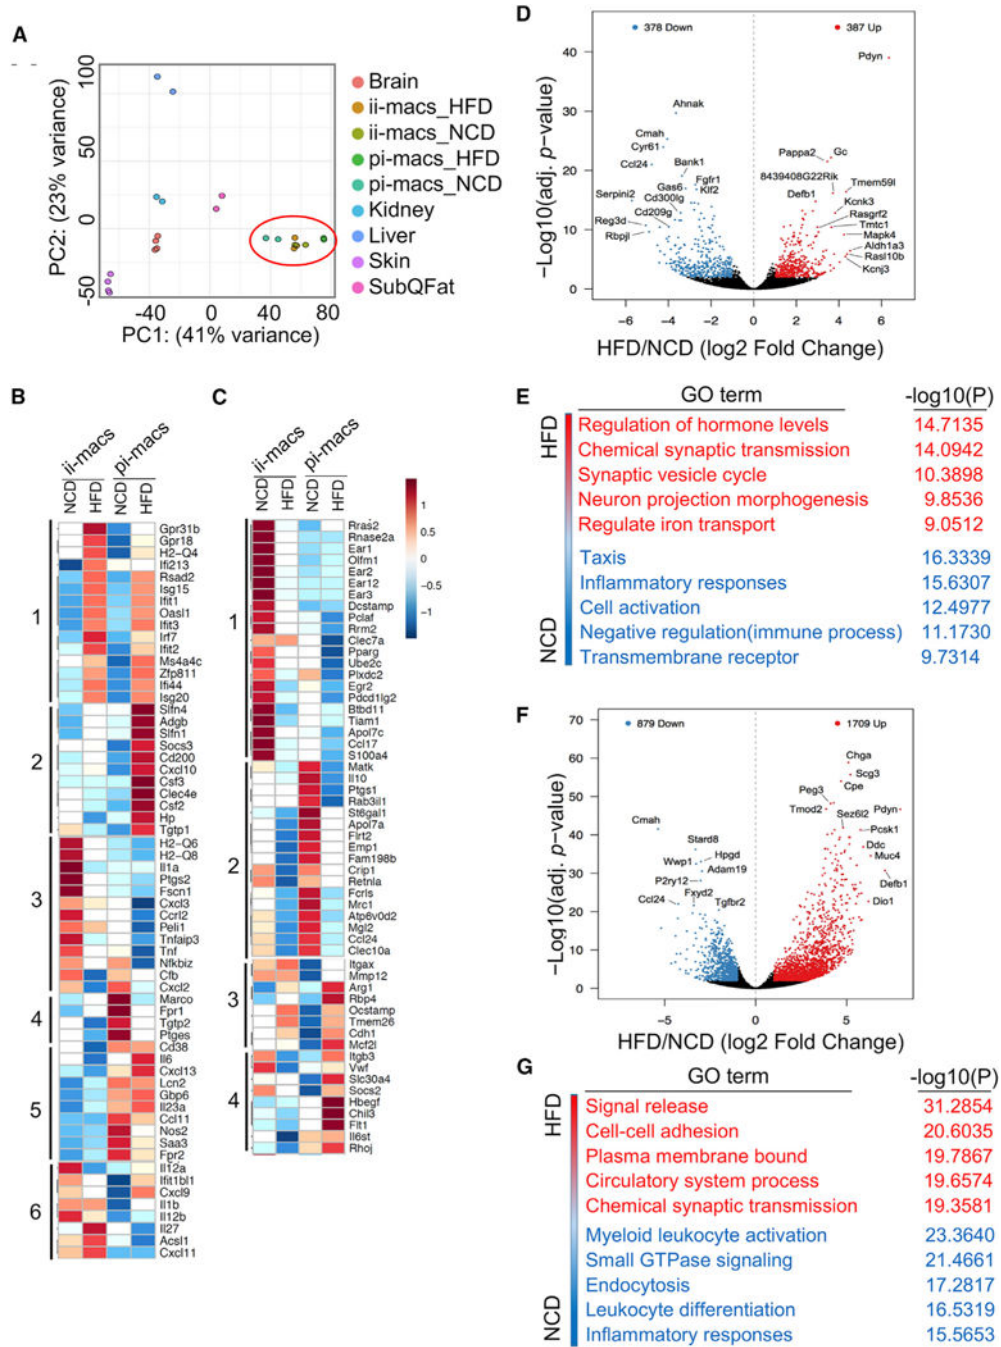 A
100
50
0
-50
PC2: (23% variance)
-40
0
40
80
PC1: (41% variance)
Brain
ii-macs_HFD
ii-macs_NCD
pi-macs_HFD
pi-macs_NCD
Kidney
Liver
Skin
SubQFat
B
ii-macs
pi-macs
NCD
HFD
NCD
HFD
1
Gpr31b
Gpr18
H2-Q4
Ifi213
Rsad2
Isg15
Ifit1
Oasl1
Ifit3
Irf7
Ifit2
Ms4a4c
Zfp811
Ifi44
Isg20
2
Slfn4
Adgb
Slfn1
Socs3
Cd200
Cxcl10
Csf3
Clec4e
Csf2
Hp
Tgtp1
3
H2-Q6
H2-Q8
Il1a
Ptgs2
Fscn1
Cxcl3
Ccrl2
Peli1
Tnfaip3
Tnf
Nfkbiz
Cfb
Cxcl2
4
Marco
Fpr1
Tgtp2
Ptges
5
Cd38
Il6
Cxcl13
Lcn2
Gbp6
Il23a
Ccl11
Nos2
Saa3
Fpr2
6
Il12a
Ifit1bl1
Cxcl9
Il1b
Il12b
Il27
Acsl1
Cxcl11
C
ii-macs
pi-macs
NCD
HFD
NCD
HFD
1
0.5
0
−0.5
−1
1
Rras2
Rnase2a
Ear1
Olfm1
Ear2
Ear12
Ear3
Dcstamp
Pclaf
Rrm2
Clec7a
Pparg
Ube2c
Plxdc2
Egr2
Pdcd1lg2
Btbd11
Tiam1
Apol7c
Ccl17
S100a4
2
Matk
Il10
Ptgs1
Rab3il1
St6gal1
Apol7a
Flrt2
Emp1
Fam198b
Crip1
Retnla
Fcrls
Mrc1
Atp6v0d2
Mgl2
Ccl24
Clec10a
3
Itgax
Mmp12
Arg1
Rbp4
Ocstamp
Tmem26
Cdh1
Mcf2l
4
Itgb3
Vwf
Slc30a4
Socs2
Hbegf
Chil3
Flt1
Il6st
Rhoj
D
378 Down
387 Up
40
30
20
10
0
−Log10(adj. p−value)
Pdyn
Ahnak
Cmah
Cyr61
Ccl24
Bank1
Gas6
Fgfr1
Klf2
Serpini2
Cd300lg
Cd209g
Reg3d
Rbpjl
Pappa2
Gc
8439408G22Rik
Tmem59l
Defb1
Kcnk3
Rasgrf2
Tmtc1
Mapk4
Aldh1a3
Rasl10b
Kcnj3
−6
−4
−2
0
2
4
6
HFD/NCD (log2 Fold Change)
E
GO term
-log10(P)
HFD
NCD
Regulation of hormone levels 14.7135
Chemical synaptic transmission 14.0942
Synaptic vesicle cycle 10.3898
Neuron projection morphogenesis 9.8536
Regulate iron transport 9.0512
Taxis 16.3339
Inflammatory responses 15.6307
Cell activation 12.4977
Negative regulation(immune process) 11.1730
Transmembrane receptor 9.7314
F
879 Down
1709 Up
70
60
50
40
30
20
10
0
−Log10(adj. p−value)
Chga
Scg3
Cpe
Peg3
Tmod2
Sez6l2
Pdyn
Pcsk1
Ddc
Muc4
Defb1
Dio1
Cmah
Stard8
Wwp1
Hpgd
Adam19
P2ry12
Fxyd2
Ccl24
Tgfbr2
−5
0
5
HFD/NCD (log2 Fold Change)
G
GO term
-log10(P)
HFD
NCD
Signal release 31.2854
Cell-cell adhesion 20.6035
Plasma membrane bound 19.7867
Circulatory system process 19.6574
Chemical synaptic transmission 19.3581
Myeloid leukocyte activation 23.3640
Small GTPase signaling 21.4661
Endocytosis 17.2817
Leukocyte differentiation 16.5319
Inflammatory responses 15.5653